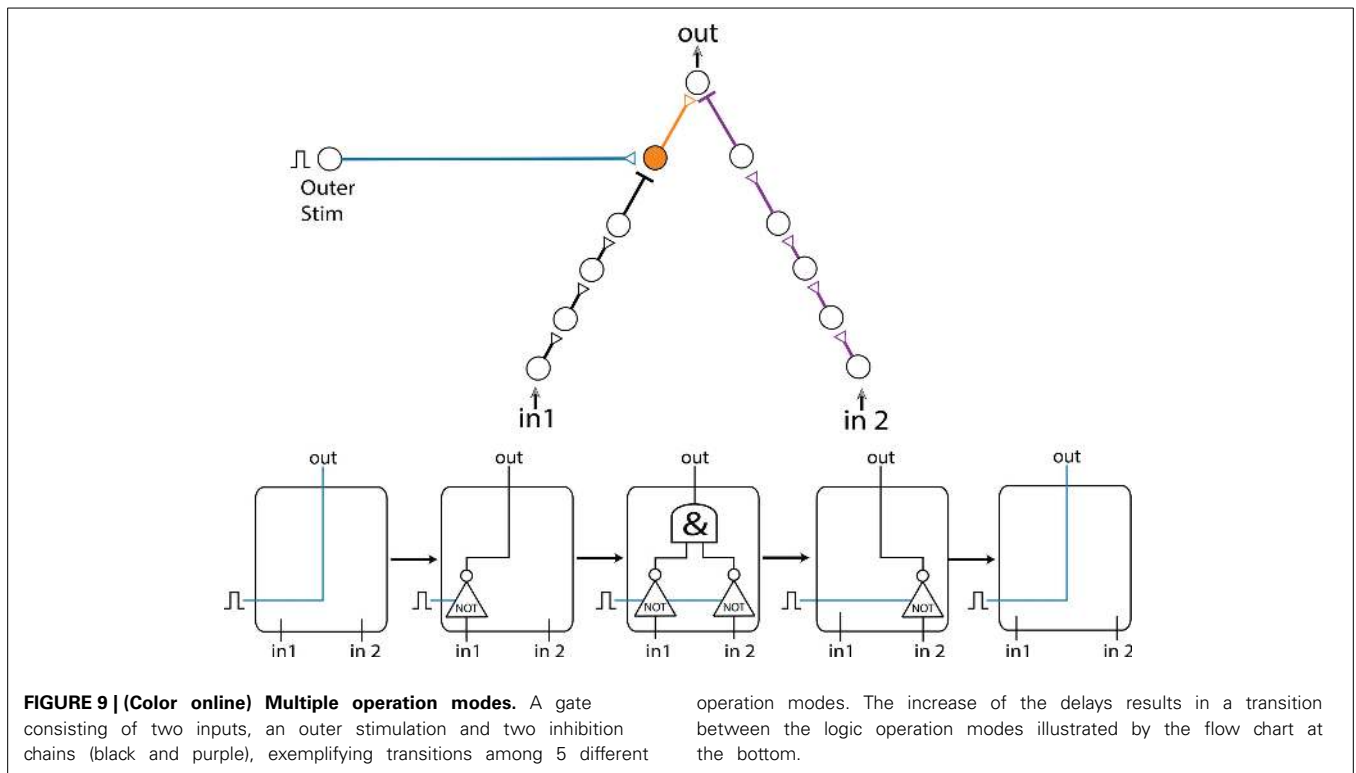 out
Outer
Stim
in1
in 2
out
out
out
out
out
&
NOT
NOT
NOT
NOT
in1
in 2
in1
in 2
in1
in 2
in1
in 2
in1
in 2
FIGURE 9 | (Color online) Multiple operation modes. A gate
consisting of two inputs, an outer stimulation and two inhibition
chains (black and purple), exemplifying transitions among 5 different
operation modes. The increase of the delays results in a transition
between the logic operation modes illustrated by the flow chart at
the bottom.